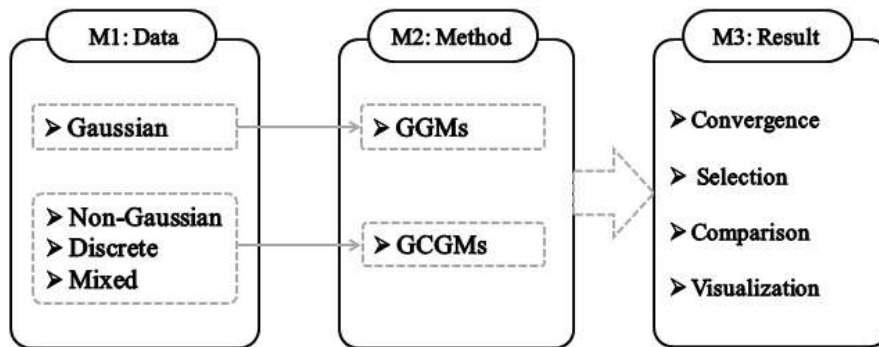 M1: Data
➢ Gaussian
➢ Non-Gaussian
➢ Discrete
➢ Mixed
M2: Method
➢ GGMs
➢ GCGMs
M3: Result
➢ Convergence
➢ Selection
➢ Comparison
➢ Visualization